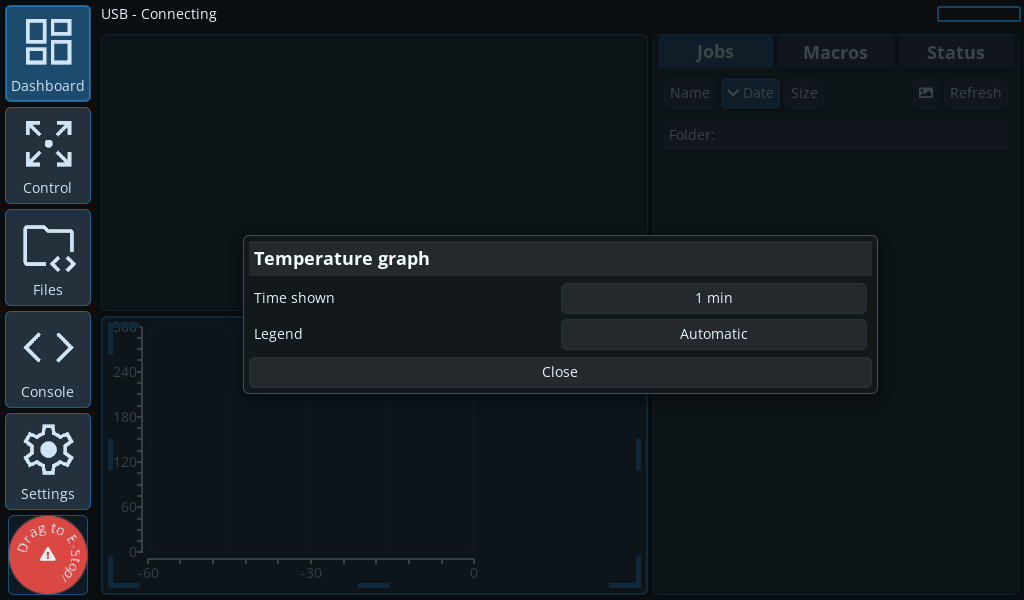 USB - Connecting
Dashboard
Control
Files
Console
Settings
Drag to E-Stop!
Jobs
Macros
Status
Name
Date
Size
Refresh
Folder:
Temperature graph
Time shown
1 min
Legend
Automatic
Close
300
240
180
120
60
0
-60
-30
0